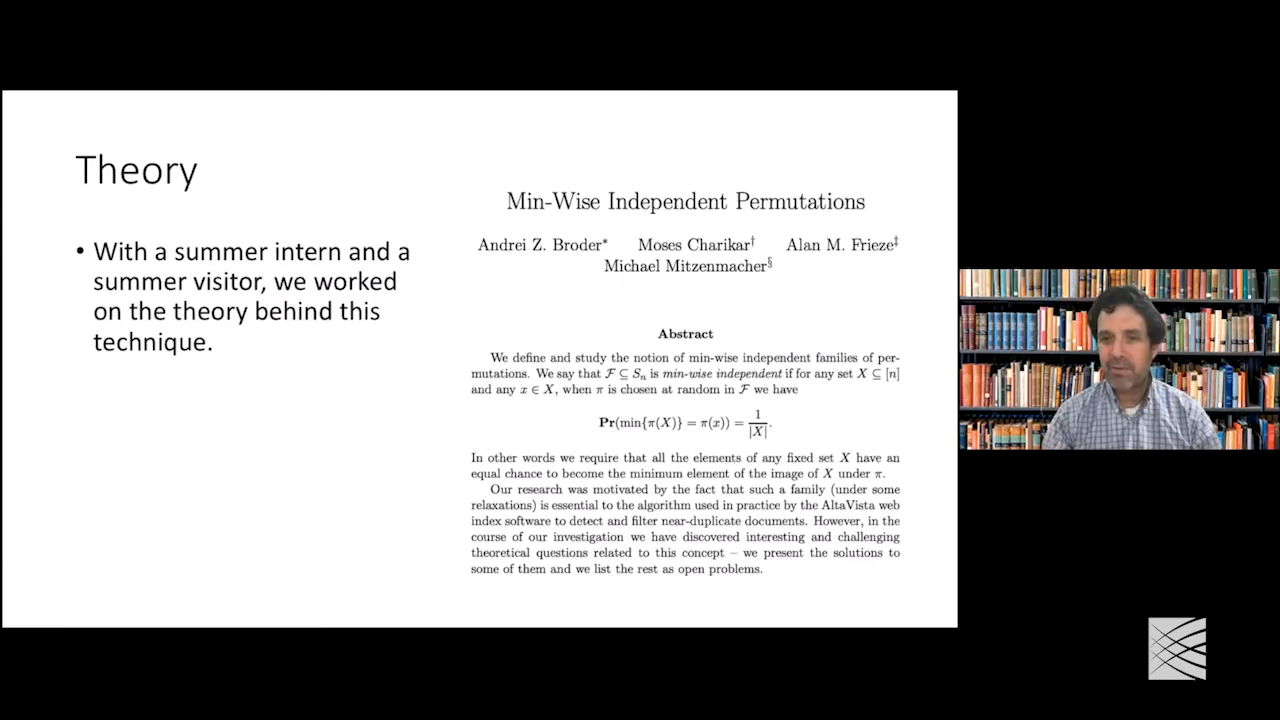 Theory
• With a summer intern and a
summer visitor, we worked
on the theory behind this
technique.
Min-Wise Independent Permutations
Andrei Z. Broder* Moses Charikar† Alan M. Frieze‡
Michael Mitzenmacher§
Abstract
We define and study the notion of min-wise independent families of per-
mutations. We say that F ⊆ Sₙ is min-wise independent if for any set X ⊆ [n]
and any x ∈ X, when π is chosen at random in F we have
Pr(min{π(X)} = π(x)) = 1/|X|.
In other words we require that all the elements of any fixed set X have an
equal chance to become the minimum element of the image of X under π.
Our research was motivated by the fact that such a family (under some
relaxations) is essential to the algorithm used in practice by the AltaVista web
index software to detect and filter near-duplicate documents. However, in the
course of our investigation we have discovered interesting and challenging
theoretical questions related to this concept – we present the solutions to
some of them and we list the rest as open problems.